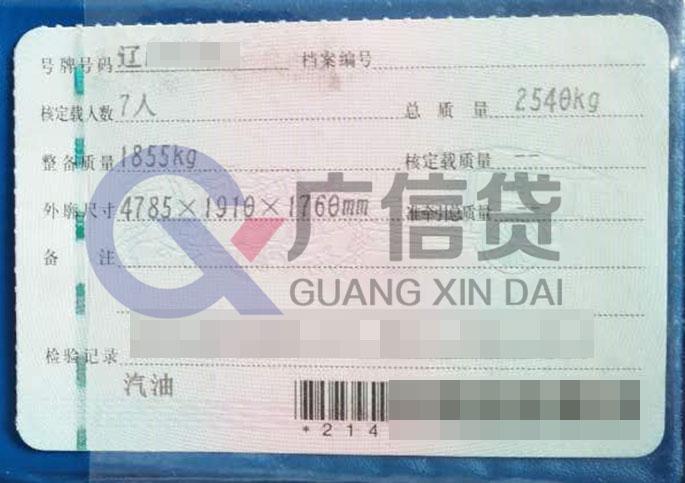 号牌号码 辽 档案编号
核定载人数 7人 总质量 2540kg
整备质量 1855kg 核定载质量 --
外廓尺寸 4785×1910×1760mm 准牵引总质量 --
广信贷
备注
GUANG XIN DAI
检验记录
汽油
*214